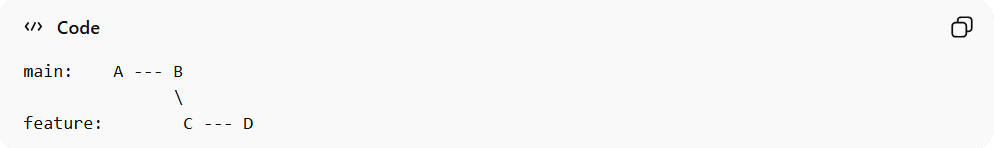 </> Code
main:    A --- B
               \
feature:        C --- D